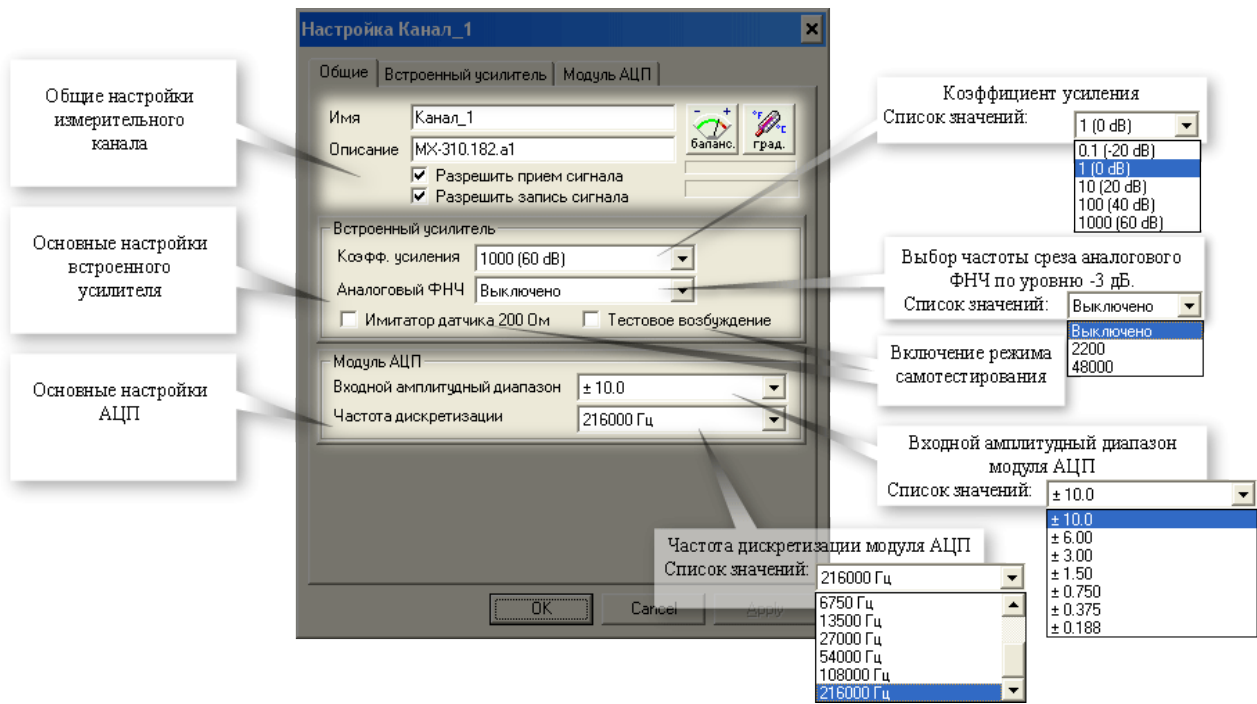 Настройка Канал_1
Общие
Встроенный усилитель
Модуль АЦП
Имя
Канал_1
Описание
MX-310.182.a1
баланс.
°F
°C
град.
Разрешить прием сигнала
Разрешить запись сигнала
Встроенный усилитель
Коэфф. усиления
1000 (60 dB)
Аналоговый ФНЧ
Выключено
Имитатор датчика 200 Ом
Тестовое возбуждение
Модуль АЦП
Входной амплитудный диапазон
± 10.0
Частота дискретизации
216000 Гц
OK
Cancel
Apply
Общие настройки
измерительного
канала
Основные настройки
встроенного
усилителя
Основные настройки
АЦП
Коэффициент усиления
Список значений:
1 (0 dB)
0.1 (-20 dB)
1 (0 dB)
10 (20 dB)
100 (40 dB)
1000 (60 dB)
Выбор частоты среза аналогового
ФНЧ по уровню -3 дБ.
Список значений:
Выключено
Выключено
2200
48000
Включение режима
самотестирования
Входной амплитудный диапазон
модуля АЦП
Список значений:
± 10.0
± 10.0
± 6.00
± 3.00
± 1.50
± 0.750
± 0.375
± 0.188
Частота дискретизации модуля АЦП
Список значений:
216000 Гц
6750 Гц
13500 Гц
27000 Гц
54000 Гц
108000 Гц
216000 Гц